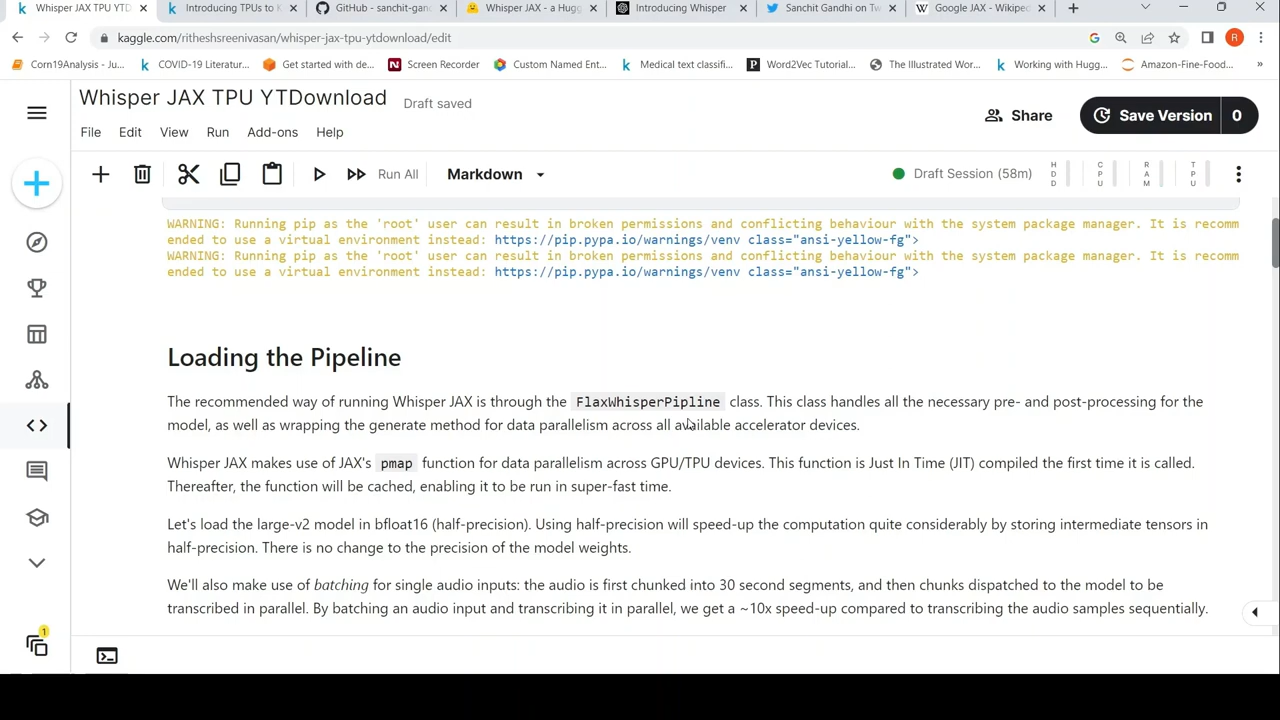 Whisper JAX TPU YTD
Introducing TPUs to K
GitHub - sanchit-gand
Whisper JAX - a Hugg
Introducing Whisper
Sanchit Gandhi on Tw
Google JAX - Wikiped
kaggle.com/ritheshsreenivasan/whisper-jax-tpu-ytdownload/edit
G
R
Corn19Analysis - Ju...
COVID-19 Literatur...
Get started with de...
Screen Recorder
Custom Named Ent...
Medical text classifi...
Word2Vec Tutorial...
The Illustrated Wor...
Working with Hugg...
Amazon-Fine-Food...
»
Whisper JAX TPU YTDownload
Draft saved
Share
Save Version
0
File
Edit
View
Run
Add-ons
Help
Run All
Markdown
Draft Session (58m)
HDD
CPU
RAM
TPU
WARNING: Running pip as the 'root' user can result in broken permissions and conflicting behaviour with the system package manager. It is recomm
ended to use a virtual environment instead: https://pip.pypa.io/warnings/venv class="ansi-yellow-fg">
WARNING: Running pip as the 'root' user can result in broken permissions and conflicting behaviour with the system package manager. It is recomm
ended to use a virtual environment instead: https://pip.pypa.io/warnings/venv class="ansi-yellow-fg">
Loading the Pipeline
The recommended way of running Whisper JAX is through the FlaxWhisperPipline class. This class handles all the necessary pre- and post-processing for the
model, as well as wrapping the generate method for data parallelism across all available accelerator devices.
Whisper JAX makes use of JAX's pmap function for data parallelism across GPU/TPU devices. This function is Just In Time (JIT) compiled the first time it is called.
Thereafter, the function will be cached, enabling it to be run in super-fast time.
Let's load the large-v2 model in bfloat16 (half-precision). Using half-precision will speed-up the computation quite considerably by storing intermediate tensors in
half-precision. There is no change to the precision of the model weights.
We'll also make use of batching for single audio inputs: the audio is first chunked into 30 second segments, and then chunks dispatched to the model to be
transcribed in parallel. By batching an audio input and transcribing it in parallel, we get a ~10x speed-up compared to transcribing the audio samples sequentially.
1